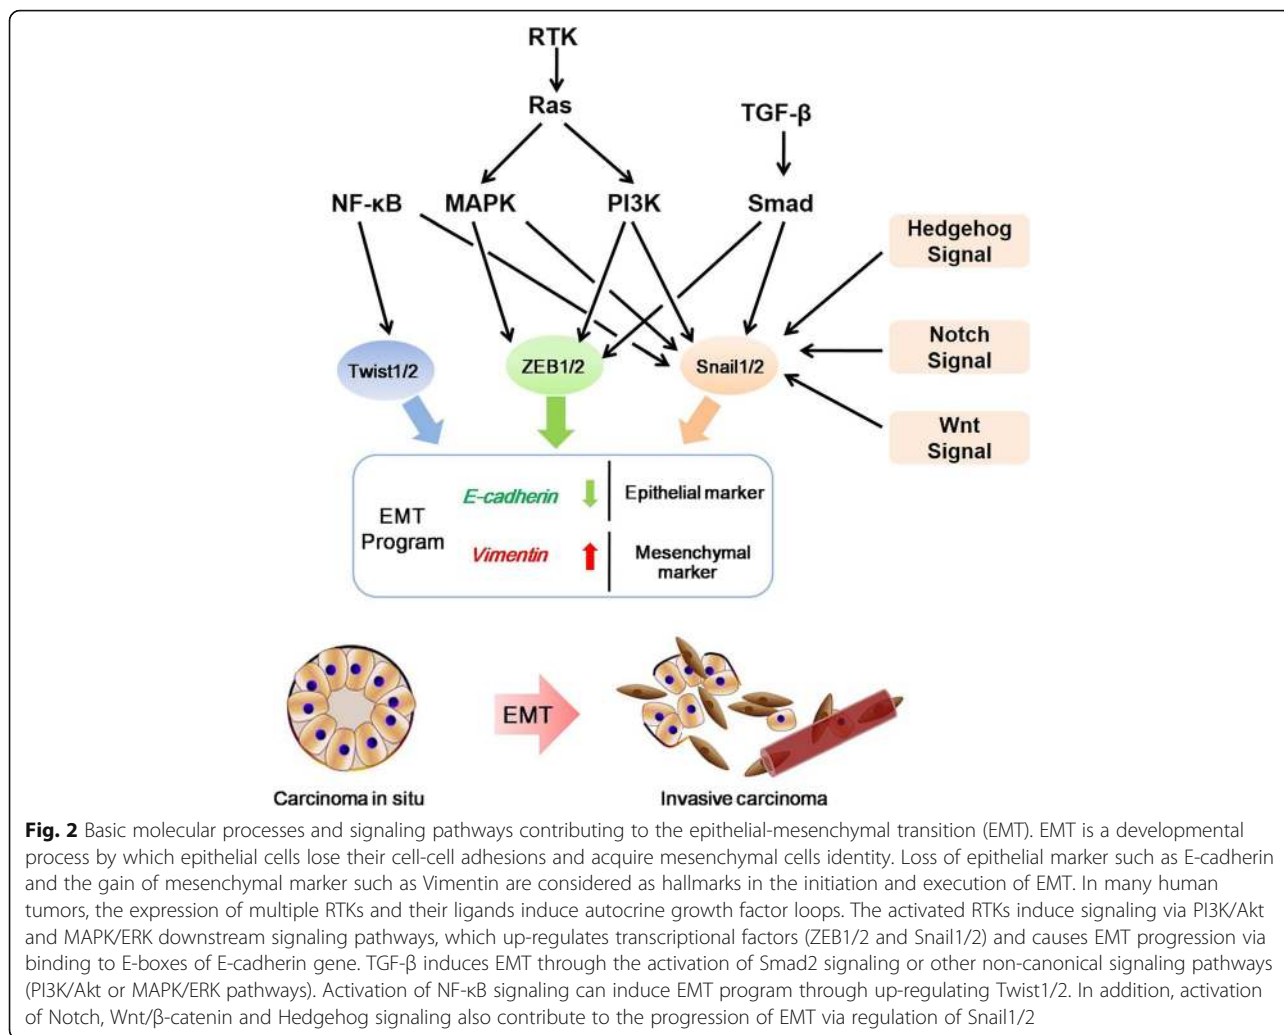 RTK
Ras
TGF-β
NF-κB
MAPK
PI3K
Smad
Hedgehog
Signal
Notch
Signal
Wnt
Signal
Twist1/2
ZEB1/2
Snail1/2
EMT
Program
E-cadherin
Epithelial marker
Vimentin
Mesenchymal
marker
EMT
Carcinoma in situ
Invasive carcinoma
Fig. 2 Basic molecular processes and signaling pathways contributing to the epithelial-mesenchymal transition (EMT). EMT is a developmental
process by which epithelial cells lose their cell-cell adhesions and acquire mesenchymal cells identity. Loss of epithelial marker such as E-cadherin
and the gain of mesenchymal marker such as Vimentin are considered as hallmarks in the initiation and execution of EMT. In many human
tumors, the expression of multiple RTKs and their ligands induce autocrine growth factor loops. The activated RTKs induce signaling via PI3K/Akt
and MAPK/ERK downstream signaling pathways, which up-regulates transcriptional factors (ZEB1/2 and Snail1/2) and causes EMT progression via
binding to E-boxes of E-cadherin gene. TGF-β induces EMT through the activation of Smad2 signaling or other non-canonical signaling pathways
(PI3K/Akt or MAPK/ERK pathways). Activation of NF-κB signaling can induce EMT program through up-regulating Twist1/2. In addition, activation
of Notch, Wnt/β-catenin and Hedgehog signaling also contribute to the progression of EMT via regulation of Snail1/2